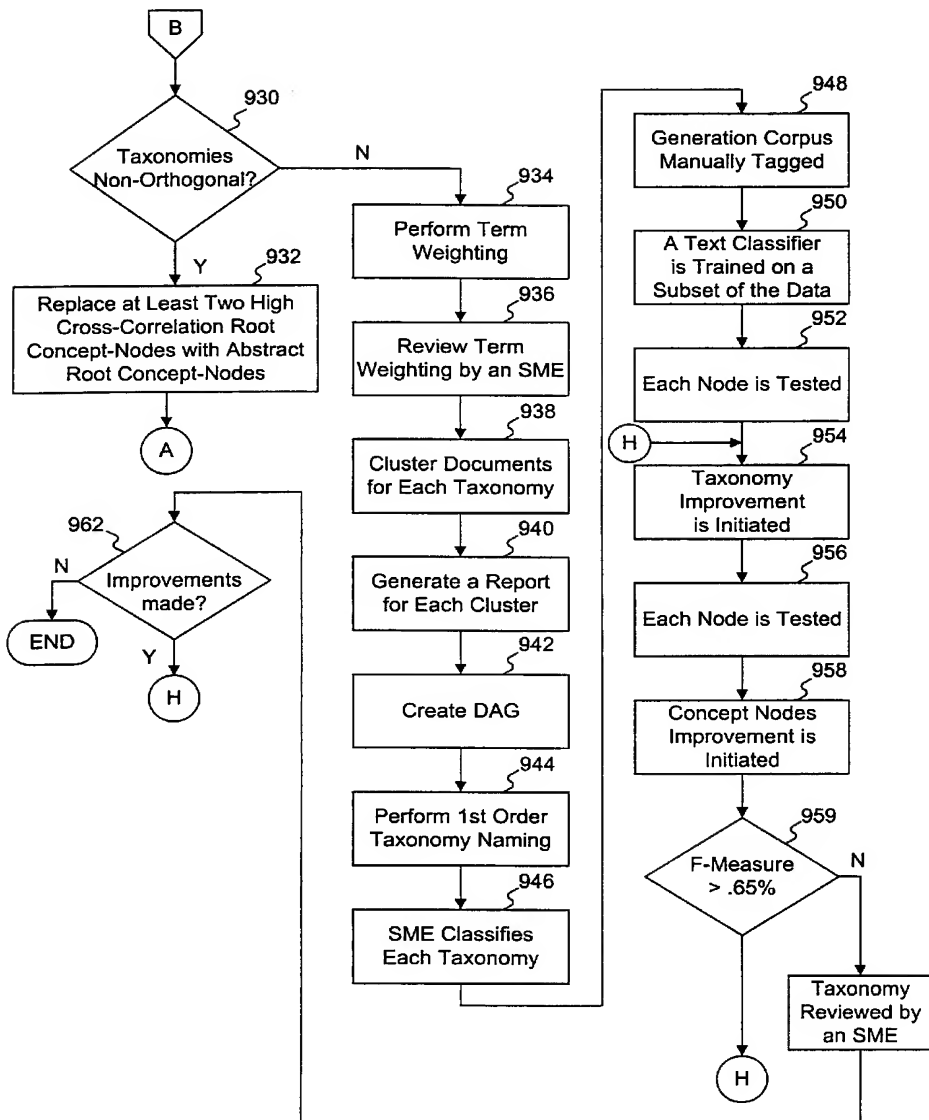 B
930
Taxonomies
Non-Orthogonal?
N
Y
932
Replace at Least Two High
Cross-Correlation Root
Concept-Nodes with Abstract
Root Concept-Nodes
A
962
Improvements
made?
N
END
Y
H
934
Perform Term
Weighting
936
Review Term
Weighting by an SME
938
Cluster Documents
for Each Taxonomy
940
Generate a Report
for Each Cluster
942
Create DAG
944
Perform 1st Order
Taxonomy Naming
946
SME Classifies
Each Taxonomy
948
Generation Corpus
Manually Tagged
950
A Text Classifier
is Trained on a
Subset of the Data
952
Each Node is Tested
H
954
Taxonomy
Improvement
is Initiated
956
Each Node is Tested
958
Concept Nodes
Improvement is
Initiated
959
F-Measure
> .65%
N
Taxonomy
Reviewed by
an SME
H